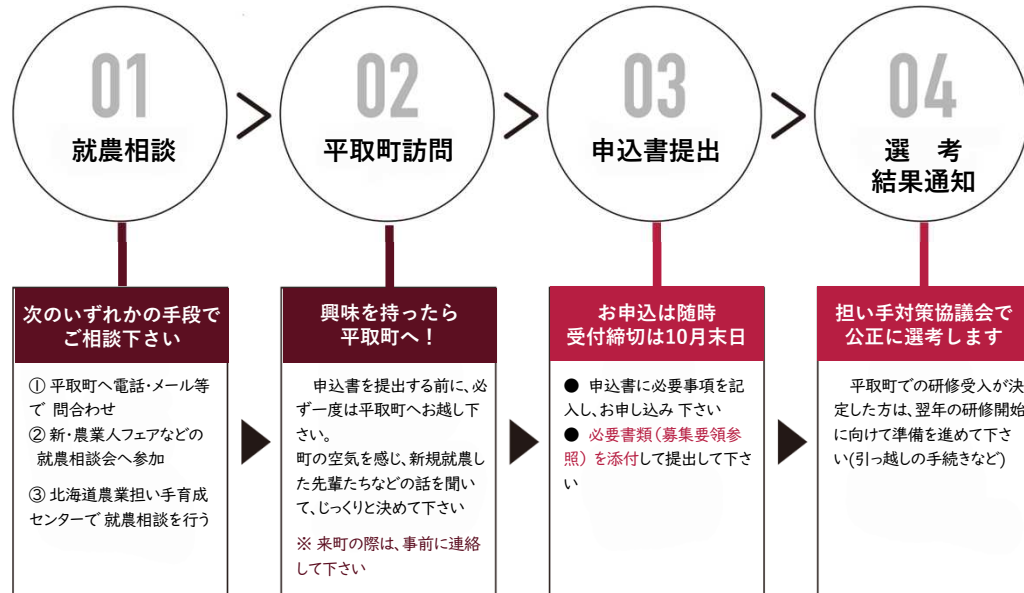 01
就農相談
02
平取町訪問
03
申込書提出
04
選 考
結果通知
次のいずれかの手段で
ご相談下さい
① 平取町へ電話・メール等
で 問合わせ
② 新・農業人フェアなどの
就農相談会へ参加
③ 北海道農業担い手育成
センターで 就農相談を行う
興味を持ったら
平取町へ！
申込書を提出する前に、必
ず一度は平取町へお越し下
さい。
町の空気を感じ、新規就農し
た先輩たちなどの話を聞い
て、じっくりと決めて下さい
※ 来町の際は、事前に連絡
して下さい
お申込は随時
受付締切は10月末日
● 申込書に必要事項を記
入し、お申し込み 下さい
● 必要書類（募集要領参
照）を添付して提出して下さ
い
担い手対策協議会で
公正に選考します
平取町での研修受入が決
定した方は、翌年の研修開始
に向けて準備を進めて下さ
い(引っ越しの手続きなど)